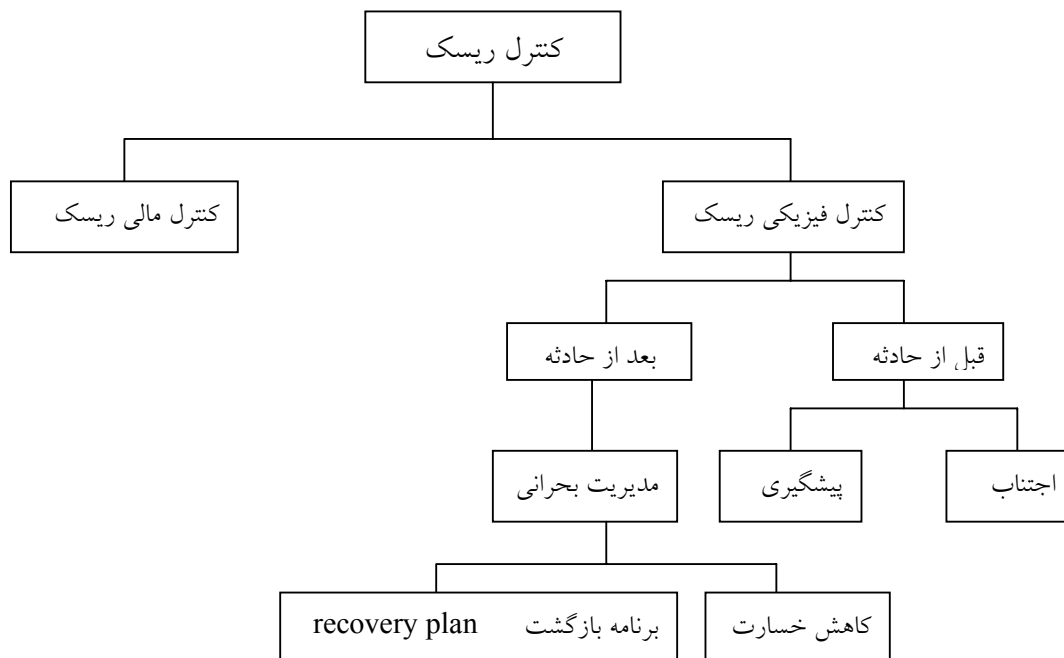 کنترل ریسک
کنترل فیزیکی ریسک
کنترل مالی ریسک
قبل از حادثه
بعد از حادثه
اجتناب
پیشگیری
مدیریت بحرانی
کاهش خسارت
برنامه بازگشت recovery plan